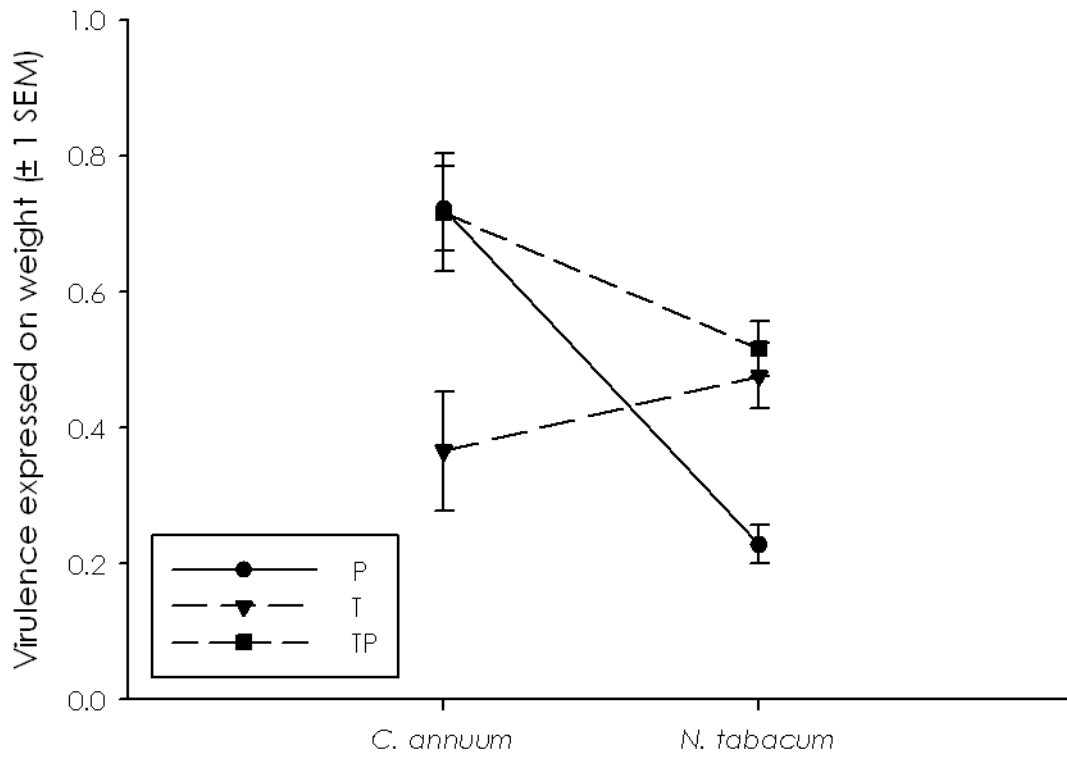 Virulence expressed on weight (± 1 SEM)
1.0
0.8
0.6
0.4
0.2
0.0
P
T
TP
C. annuum
N. tabacum